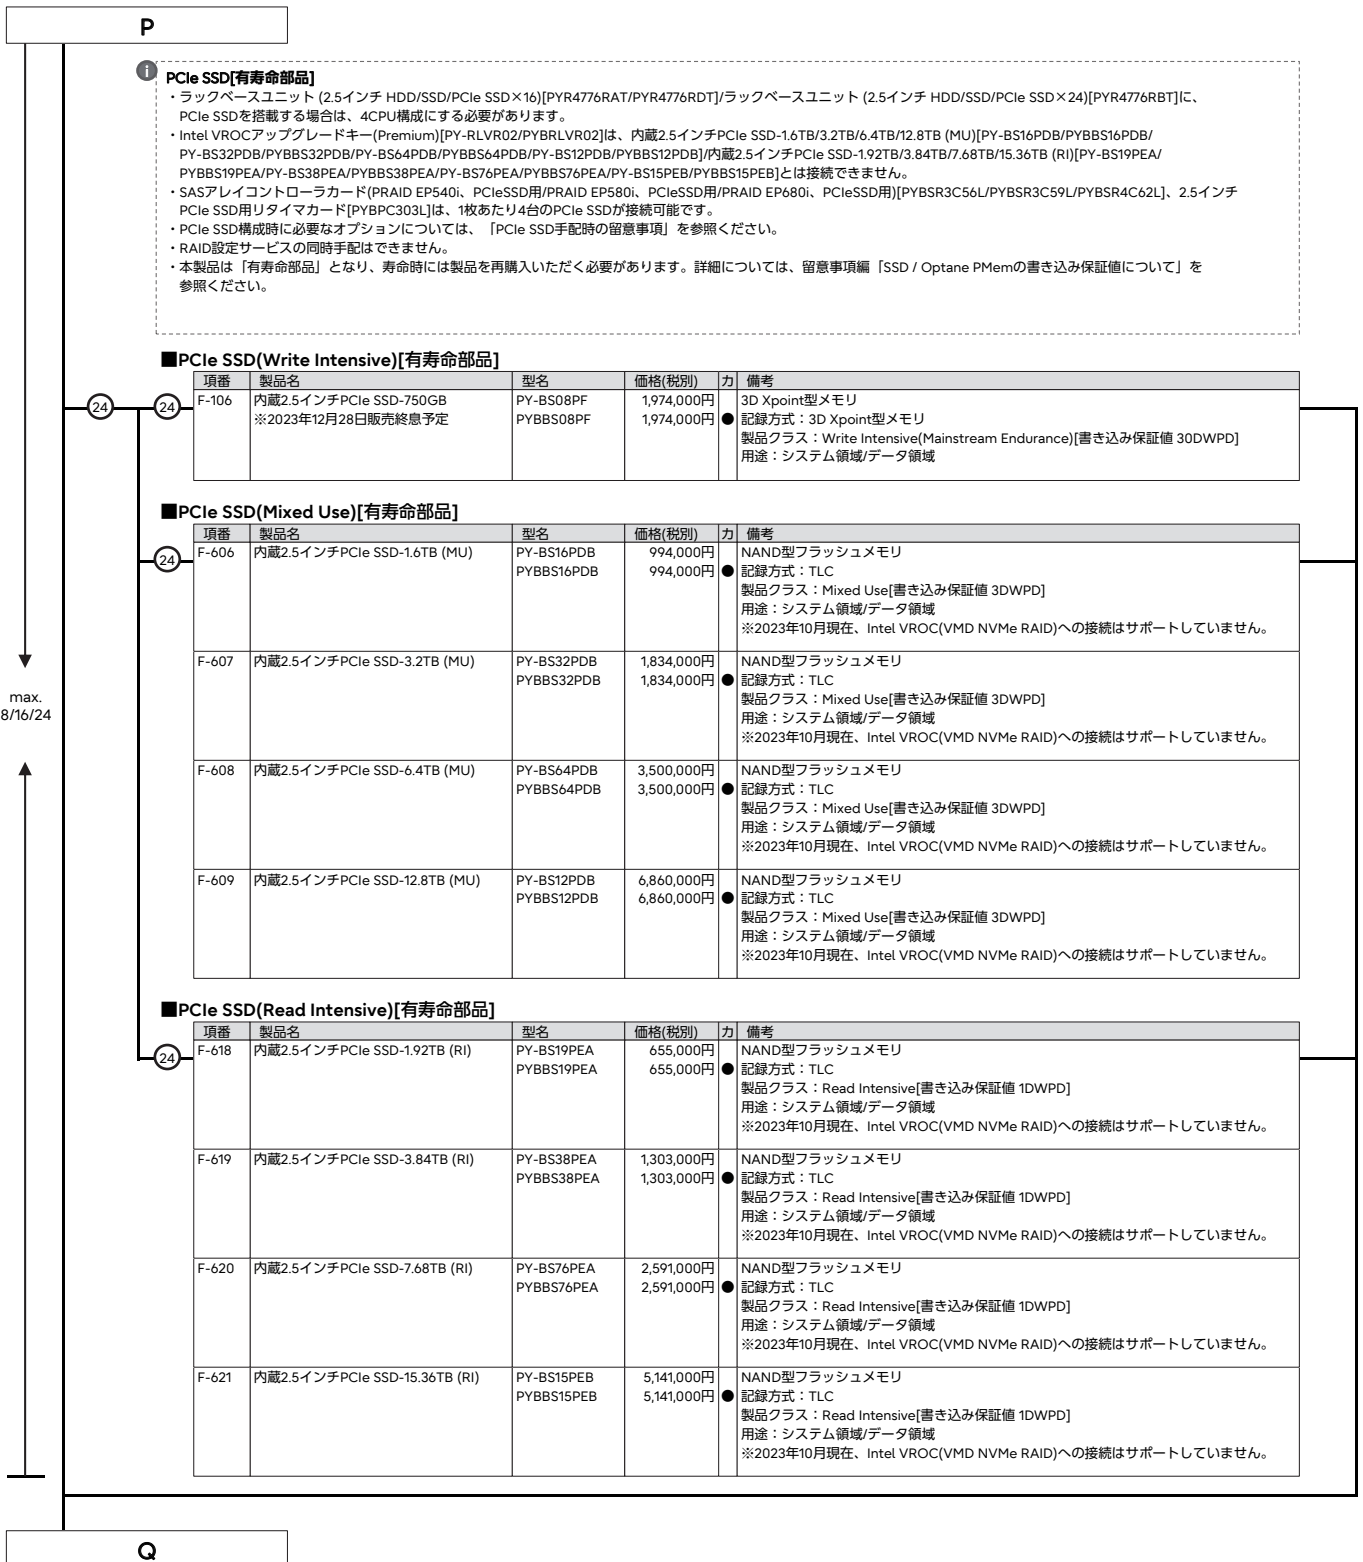 P
PCIe SSD[有寿命部品]
・ラックベースユニット (2.5インチ HDD/SSD/PCIe SSD×16)[PYR4776RAT/PYR4776RDT]/ラックベースユニット (2.5インチ HDD/SSD/PCIe SSD×24)[PYR4776RBT]に、
PCIe SSDを搭載する場合は、4CPU構成にする必要があります。
・Intel VROCアップグレードキー(Premium)[PY-RLVR02/PYBRLVR02]は、内蔵2.5インチPCIe SSD-1.6TB/3.2TB/6.4TB/12.8TB (MU)[PY-BS16PDB/PYBBS16PDB/
PY-BS32PDB/PYBBS32PDB/PY-BS64PDB/PYBBS64PDB/PY-BS12PDB/PYBBS12PDB]/内蔵2.5インチPCIe SSD-1.92TB/3.84TB/7.68TB/15.36TB (RI)[PY-BS19PEA/
PYBBS19PEA/PY-BS38PEA/PYBBS38PEA/PY-BS76PEA/PYBBS76PEA/PY-BS15PEB/PYBBS15PEB]とは接続できません。
・SASアレイコントローラカード(PRAID EP540i、PCIeSSD用/PRAID EP580i、PCIeSSD用/PRAID EP680i、PCIeSSD用)[PYBSR3C56L/PYBSR3C59L/PYBSR4C62L]、2.5インチ
PCIe SSD用リタイマカード[PYBPC303L]は、1枚あたり4台のPCIe SSDが接続可能です。
・PCIe SSD構成時に必要なオプションについては、「PCIe SSD手配時の留意事項」を参照ください。
・RAID設定サービスの同時手配はできません。
・本製品は「有寿命部品」となり、寿命時には製品を再購入いただく必要があります。詳細については、留意事項編「SSD / Optane PMemの書き込み保証値について」を
参照ください。
■PCIe SSD(Write Intensive)[有寿命部品]
項番 製品名 型名 価格(税別) カ 備考
24 24 F-106 内蔵2.5インチPCIe SSD-750GB PY-BS08PF 1,974,000円 3D Xpoint型メモリ
※2023年12月28日販売終息予定 PYBBS08PF 1,974,000円 ● 記録方式：3D Xpoint型メモリ
製品クラス：Write Intensive(Mainstream Endurance)[書き込み保証値 30DWPD]
用途：システム領域/データ領域
■PCIe SSD(Mixed Use)[有寿命部品]
項番 製品名 型名 価格(税別) カ 備考
24 F-606 内蔵2.5インチPCIe SSD-1.6TB (MU) PY-BS16PDB 994,000円 NAND型フラッシュメモリ
PYBBS16PDB 994,000円 ● 記録方式：TLC
製品クラス：Mixed Use[書き込み保証値 3DWPD]
用途：システム領域/データ領域
※2023年10月現在、Intel VROC(VMD NVMe RAID)への接続はサポートしていません。
F-607 内蔵2.5インチPCIe SSD-3.2TB (MU) PY-BS32PDB 1,834,000円 NAND型フラッシュメモリ
PYBBS32PDB 1,834,000円 ● 記録方式：TLC
製品クラス：Mixed Use[書き込み保証値 3DWPD]
max.
8/16/24
用途：システム領域/データ領域
※2023年10月現在、Intel VROC(VMD NVMe RAID)への接続はサポートしていません。
F-608 内蔵2.5インチPCIe SSD-6.4TB (MU) PY-BS64PDB 3,500,000円 NAND型フラッシュメモリ
PYBBS64PDB 3,500,000円 ● 記録方式：TLC
製品クラス：Mixed Use[書き込み保証値 3DWPD]
用途：システム領域/データ領域
※2023年10月現在、Intel VROC(VMD NVMe RAID)への接続はサポートしていません。
F-609 内蔵2.5インチPCIe SSD-12.8TB (MU) PY-BS12PDB 6,860,000円 NAND型フラッシュメモリ
PYBBS12PDB 6,860,000円 ● 記録方式：TLC
製品クラス：Mixed Use[書き込み保証値 3DWPD]
用途：システム領域/データ領域
※2023年10月現在、Intel VROC(VMD NVMe RAID)への接続はサポートしていません。
■PCIe SSD(Read Intensive)[有寿命部品]
項番 製品名 型名 価格(税別) カ 備考
24 F-618 内蔵2.5インチPCIe SSD-1.92TB (RI) PY-BS19PEA 655,000円 NAND型フラッシュメモリ
PYBBS19PEA 655,000円 ● 記録方式：TLC
製品クラス：Read Intensive[書き込み保証値 1DWPD]
用途：システム領域/データ領域
※2023年10月現在、Intel VROC(VMD NVMe RAID)への接続はサポートしていません。
F-619 内蔵2.5インチPCIe SSD-3.84TB (RI) PY-BS38PEA 1,303,000円 NAND型フラッシュメモリ
PYBBS38PEA 1,303,000円 ● 記録方式：TLC
製品クラス：Read Intensive[書き込み保証値 1DWPD]
用途：システム領域/データ領域
※2023年10月現在、Intel VROC(VMD NVMe RAID)への接続はサポートしていません。
F-620 内蔵2.5インチPCIe SSD-7.68TB (RI) PY-BS76PEA 2,591,000円 NAND型フラッシュメモリ
PYBBS76PEA 2,591,000円 ● 記録方式：TLC
製品クラス：Read Intensive[書き込み保証値 1DWPD]
用途：システム領域/データ領域
※2023年10月現在、Intel VROC(VMD NVMe RAID)への接続はサポートしていません。
F-621 内蔵2.5インチPCIe SSD-15.36TB (RI) PY-BS15PEB 5,141,000円 NAND型フラッシュメモリ
PYBBS15PEB 5,141,000円 ● 記録方式：TLC
製品クラス：Read Intensive[書き込み保証値 1DWPD]
用途：システム領域/データ領域
※2023年10月現在、Intel VROC(VMD NVMe RAID)への接続はサポートしていません。
Q